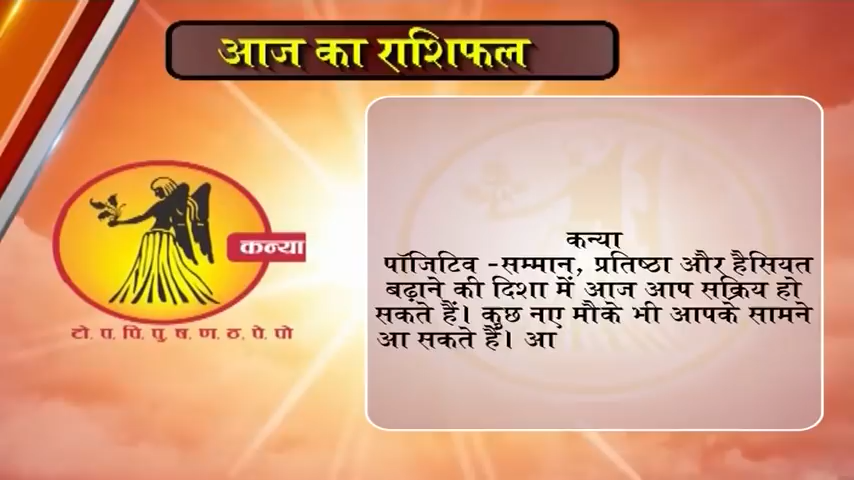 आज का राशिफल
कन्या
टो. प. पि. पु. ष. ण. ठ. पे. पो
कन्या
पॉजिटिव -सम्मान, प्रतिष्ठा और हैसियत
बढ़ाने की दिशा में आज आप सक्रिय हो
सकते हैं। कुछ नए मौके भी आपके सामने
आ सकते हैं। आ